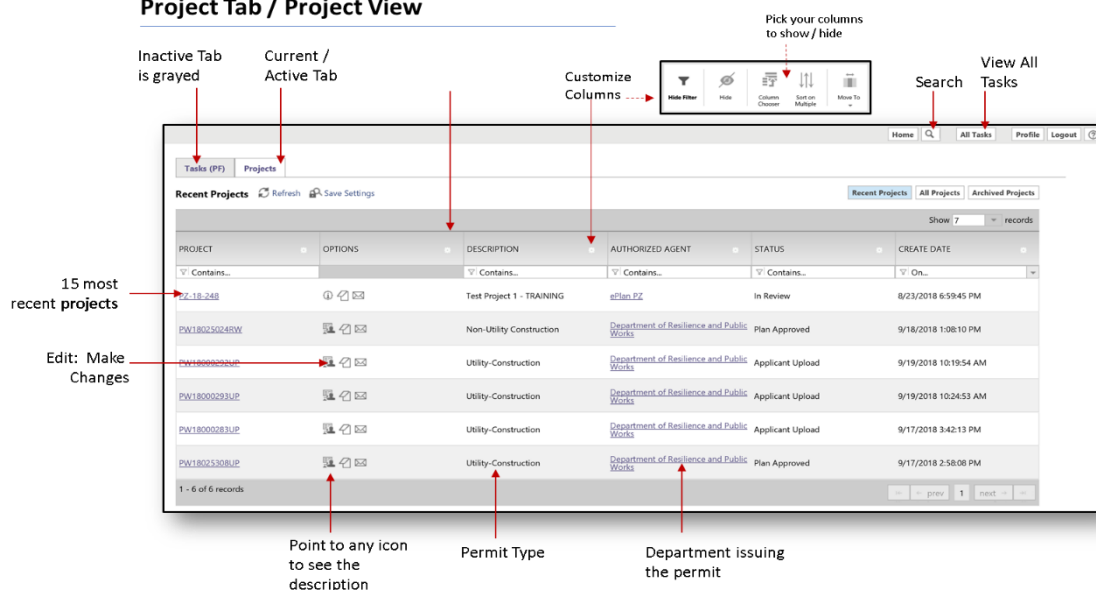 Project Tab / Project View
Pick your columns
to show / hide
Inactive Tab
is grayed
Current /
Active Tab
Customize
Columns
Hide Filter
Hide
Column
Chooser
Sort on
Multiple
Move To
Search
View All
Tasks
Home
All Tasks
Profile
Logout
Tasks (PF)
Projects
Recent Projects
Refresh
Save Settings
Recent Projects
All Projects
Archived Projects
Show 7 records
PROJECT
OPTIONS
DESCRIPTION
AUTHORIZED AGENT
STATUS
CREATE DATE
Contains...
Contains...
Contains...
Contains...
On...
15 most
recent projects
PZ-18-248
Test Project 1 - TRAINING
ePlan PZ
In Review
8/23/2018 6:59:45 PM
PW18025024RW
Non-Utility Construction
Department of Resilience and Public
Works
Plan Approved
9/18/2018 1:08:10 PM
Edit: Make
Changes
PW18000292UP
Utility-Construction
Department of Resilience and Public
Works
Applicant Upload
9/19/2018 10:19:54 AM
PW18000293UP
Utility-Construction
Department of Resilience and Public
Works
Applicant Upload
9/19/2018 10:24:53 AM
PW18000283UP
Utility-Construction
Department of Resilience and Public
Works
Applicant Upload
9/17/2018 3:42:13 PM
PW18025308UP
Utility-Construction
Department of Resilience and Public
Works
Plan Approved
9/17/2018 2:58:08 PM
1 - 6 of 6 records
prev 1 next
Point to any icon
to see the
description
Permit Type
Department issuing
the permit